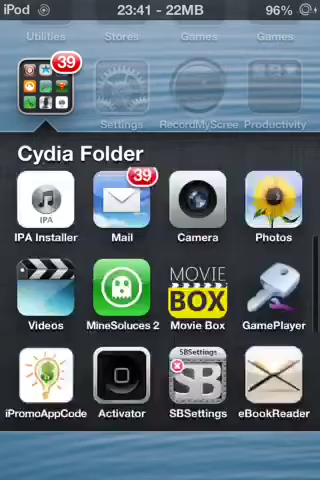 iPod 23:41 - 22MB 96%
Utilities Stores Games Games
39
Settings RecordMyScree Productivity
Cydia Folder
IPA
39
IPA Installer Mail Camera Photos
MOVIE
BOX
Videos MineSoluces 2 Movie Box GamePlayer
SBSettings
SB
iPromoAppCode Activator SBSettings eBookReader